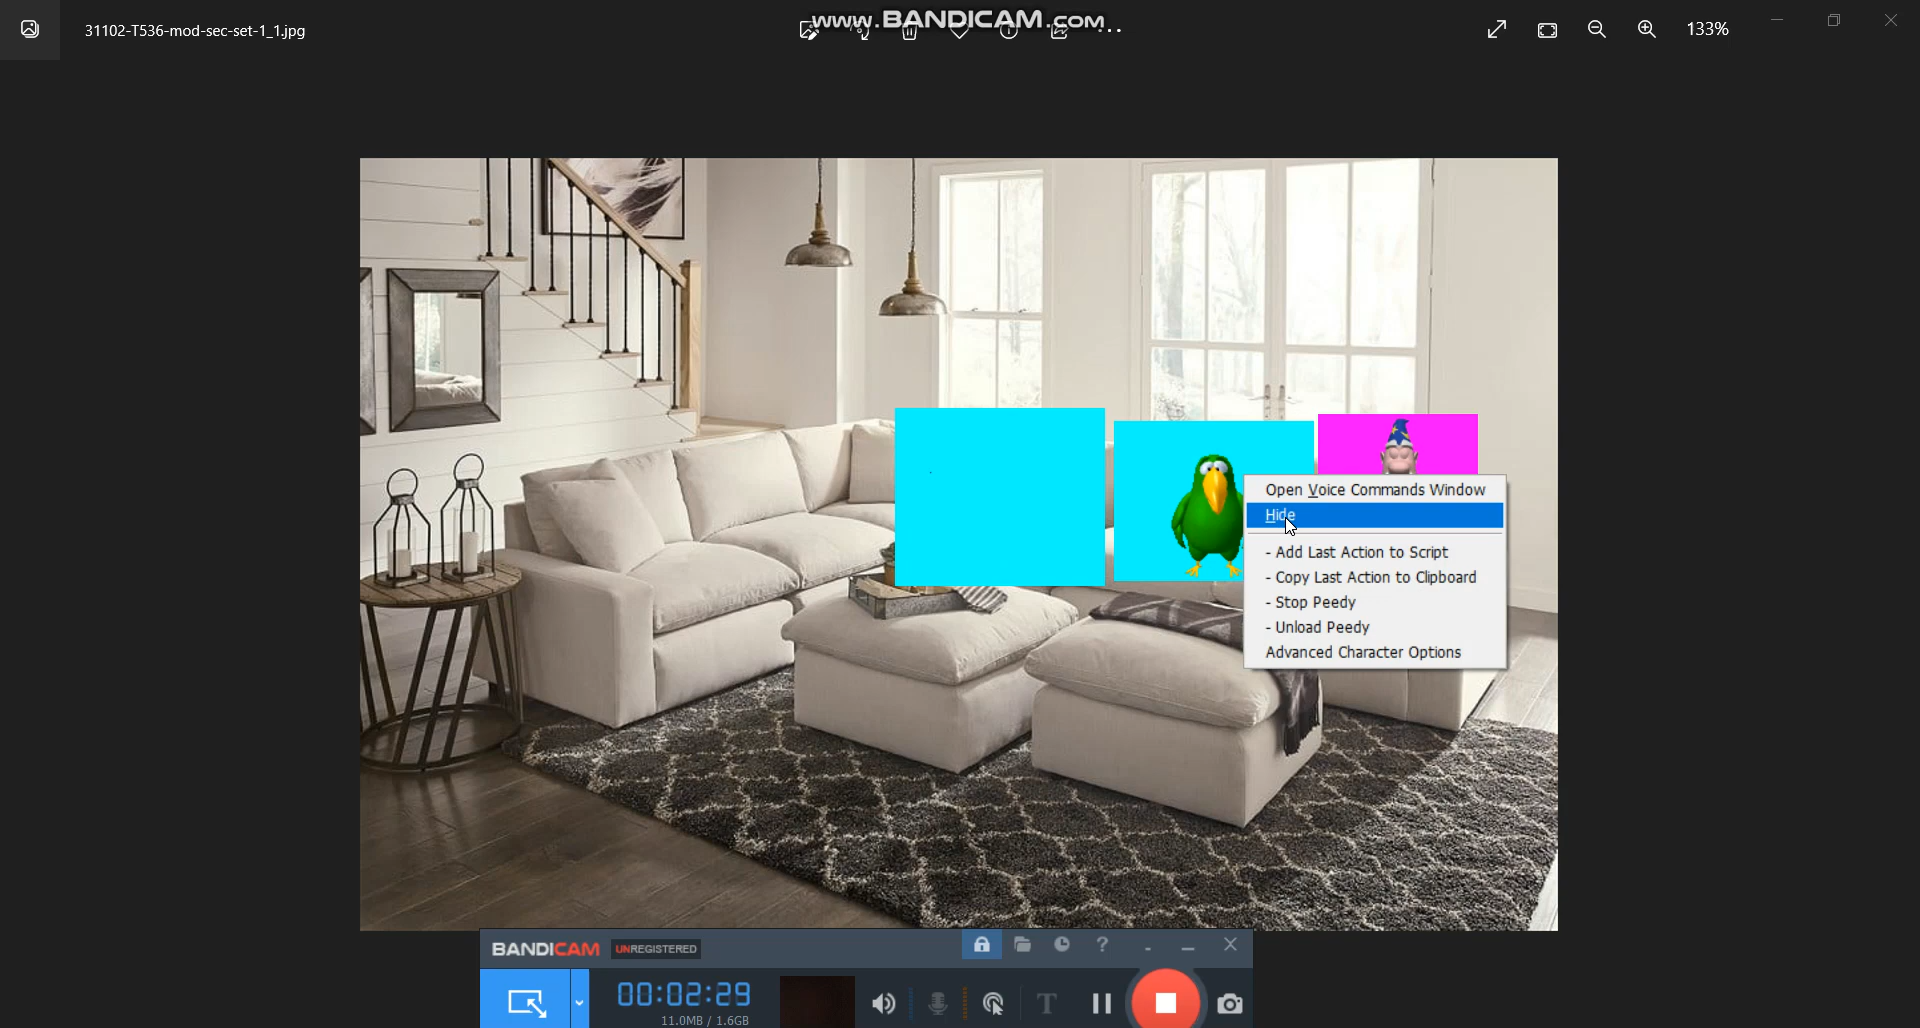 31102-T536-mod-sec-set-1_1.jpg
www.BANDICAM.COM
133%
Open Voice Commands Window
Hide
- Add Last Action to Script
- Copy Last Action to Clipboard
- Stop Peedy
- Unload Peedy
Advanced Character Options
BANDICAM UNREGISTERED
00:02:29
11.0MB / 1.6GB
T